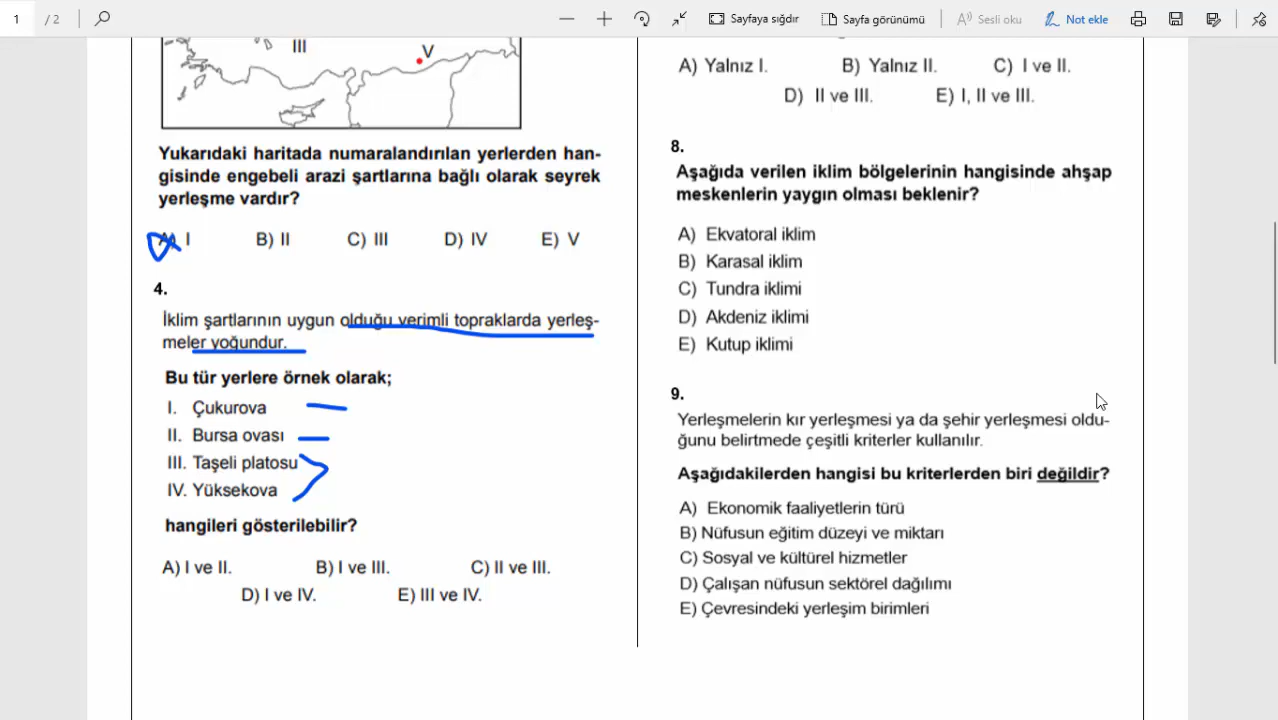 1 / 2 Sayfaya sığdır Sayfa görünümü Sesli oku Not ekle
III
V
Yukarıdaki haritada numaralandırılan yerlerden han-
gisinde engebeli arazi şartlarına bağlı olarak seyrek
yerleşme vardır?
A) I B) II C) III D) IV E) V
4.
İklim şartlarının uygun olduğu verimli topraklarda yerleş-
meler yoğundur.
Bu tür yerlere örnek olarak;
I. Çukurova
II. Bursa ovası
III. Taşeli platosu
IV. Yüksekova
hangileri gösterilebilir?
A) I ve II. B) I ve III. C) II ve III.
D) I ve IV. E) III ve IV.
A) Yalnız I. B) Yalnız II. C) I ve II.
D) II ve III. E) I, II ve III.
8.
Aşağıda verilen iklim bölgelerinin hangisinde ahşap
meskenlerin yaygın olması beklenir?
A) Ekvatoral iklim
B) Karasal iklim
C) Tundra iklimi
D) Akdeniz iklimi
E) Kutup iklimi
9.
Yerleşmelerin kır yerleşmesi ya da şehir yerleşmesi oldu-
ğunu belirtmede çeşitli kriterler kullanılır.
Aşağıdakilerden hangisi bu kriterlerden biri değildir?
A) Ekonomik faaliyetlerin türü
B) Nüfusun eğitim düzeyi ve miktarı
C) Sosyal ve kültürel hizmetler
D) Çalışan nüfusun sektörel dağılımı
E) Çevresindeki yerleşim birimleri